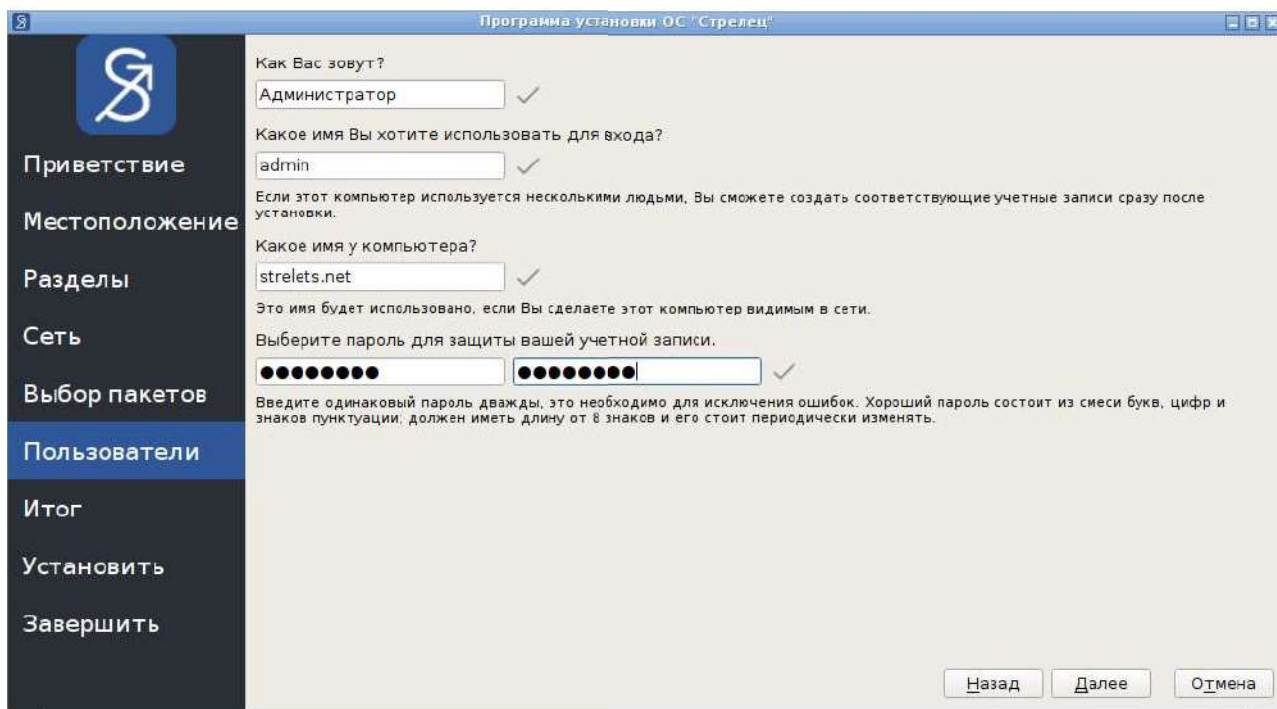 Программа установки ОС "Стрелец"
Приветствие
Местоположение
Разделы
Сеть
Выбор пакетов
Пользователи
Итог
Установить
Завершить
Как Вас зовут?
Администратор
Какое имя Вы хотите использовать для входа?
admin
Если этот компьютер используется несколькими людьми, Вы сможете создать соответствующие учетные записи сразу после
установки.
Какое имя у компьютера?
strelets.net
Это имя будет использовано, если Вы сделаете этот компьютер видимым в сети.
Выберите пароль для защиты вашей учетной записи.
●●●●●●●● ●●●●●●●●
Введите одинаковый пароль дважды, это необходимо для исключения ошибок. Хороший пароль состоит из смеси букв, цифр и
знаков пунктуации; должен иметь длину от 8 знаков и его стоит периодически изменять.
Назад Далее Отмена